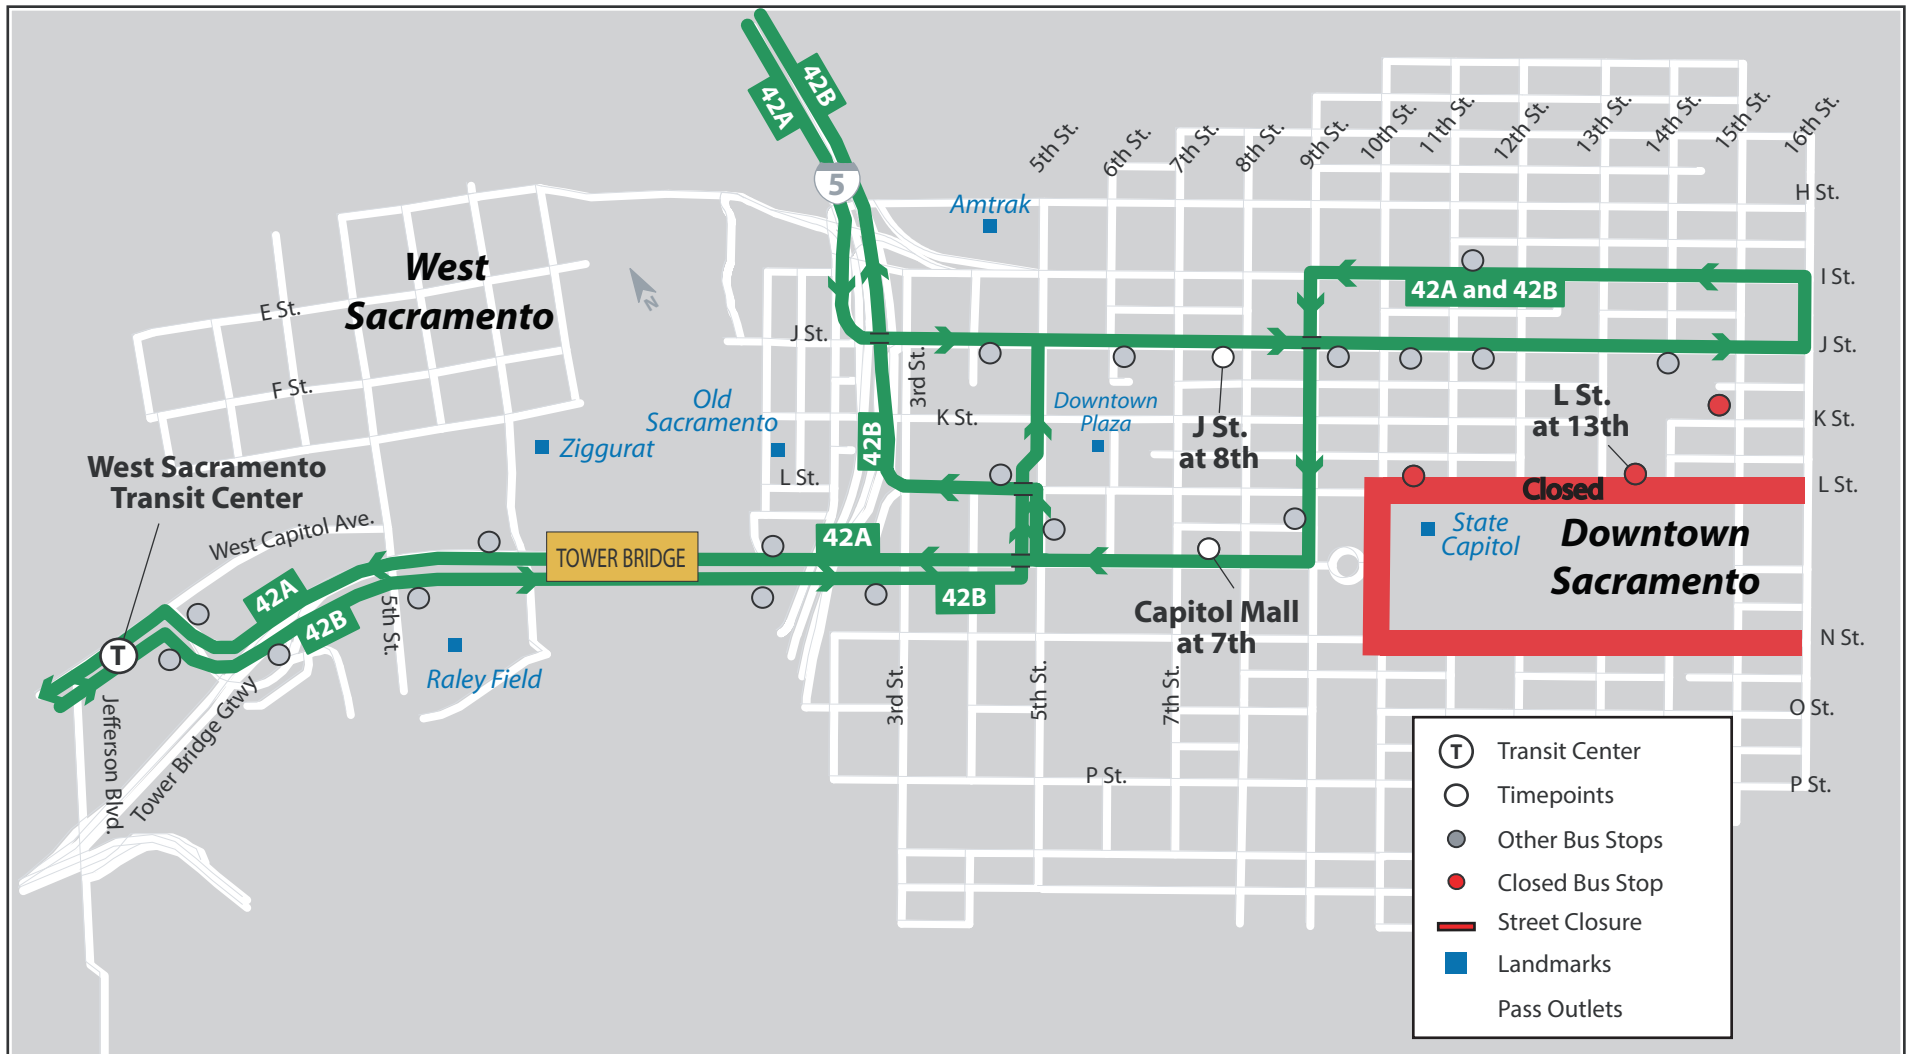 42B
42A
5
5th St.
6th St.
7th St.
8th St.
9th St.
10th St.
11th St.
12th St.
13th St.
14th St.
15th St.
16th St.
H St.
Amtrak
West
Sacramento
N
E St.
F St.
I St.
42A and 42B
J St.
J St.
3rd St.
K St.
K St.
Old
Sacramento
Downtown
Plaza
J St.
at 8th
L St.
at 13th
42B
Ziggurat
West Sacramento
Transit Center
L St.
L St.
Closed
State
Capitol
Downtown
Sacramento
West Capitol Ave.
TOWER BRIDGE
42A
42B
42A
42B
5th St.
Capitol Mall
at 7th
N St.
T
Raley Field
Jefferson Blvd.
Tower Bridge Gtwy
3rd St.
5th St.
7th St.
O St.
P St.
P St.
T
Transit Center
Timepoints
Other Bus Stops
Closed Bus Stop
Street Closure
Landmarks
Pass Outlets